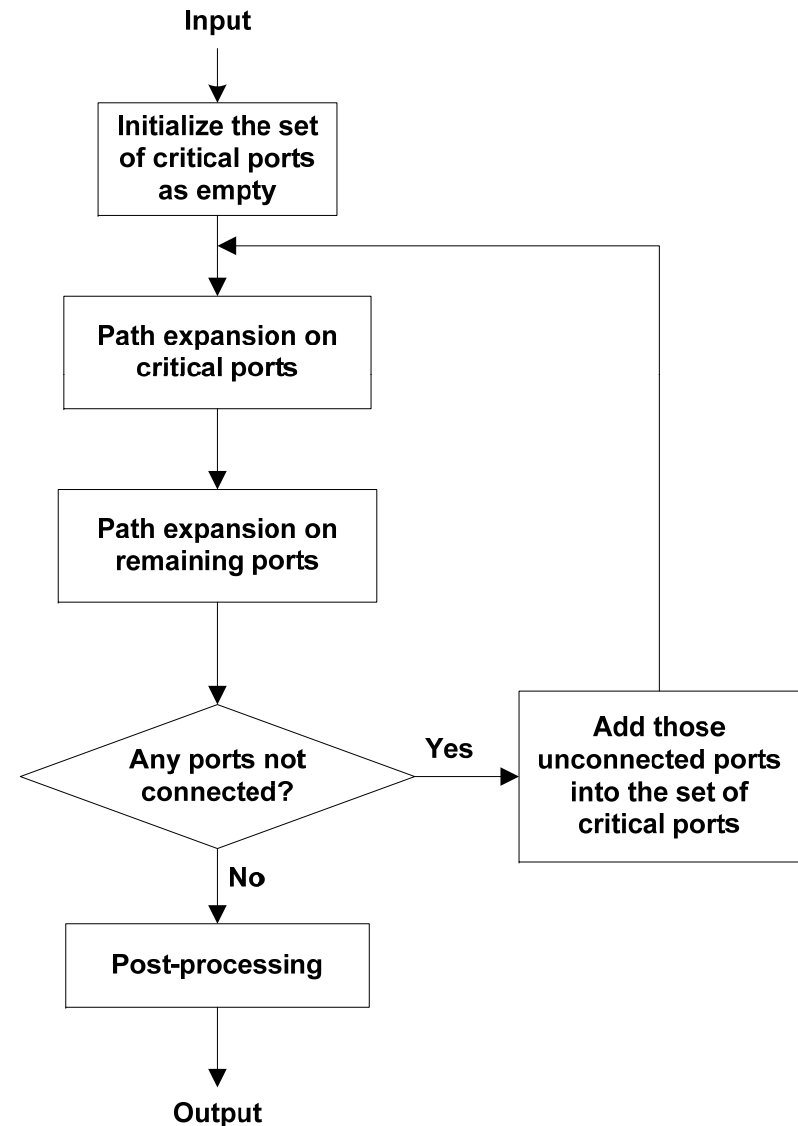 Input
Initialize the set
of critical ports
as empty
Path expansion on
critical ports
Path expansion on
remaining ports
Any ports not
connected?
Yes
Add those
unconnected ports
into the set of
critical ports
No
Post-processing
Output